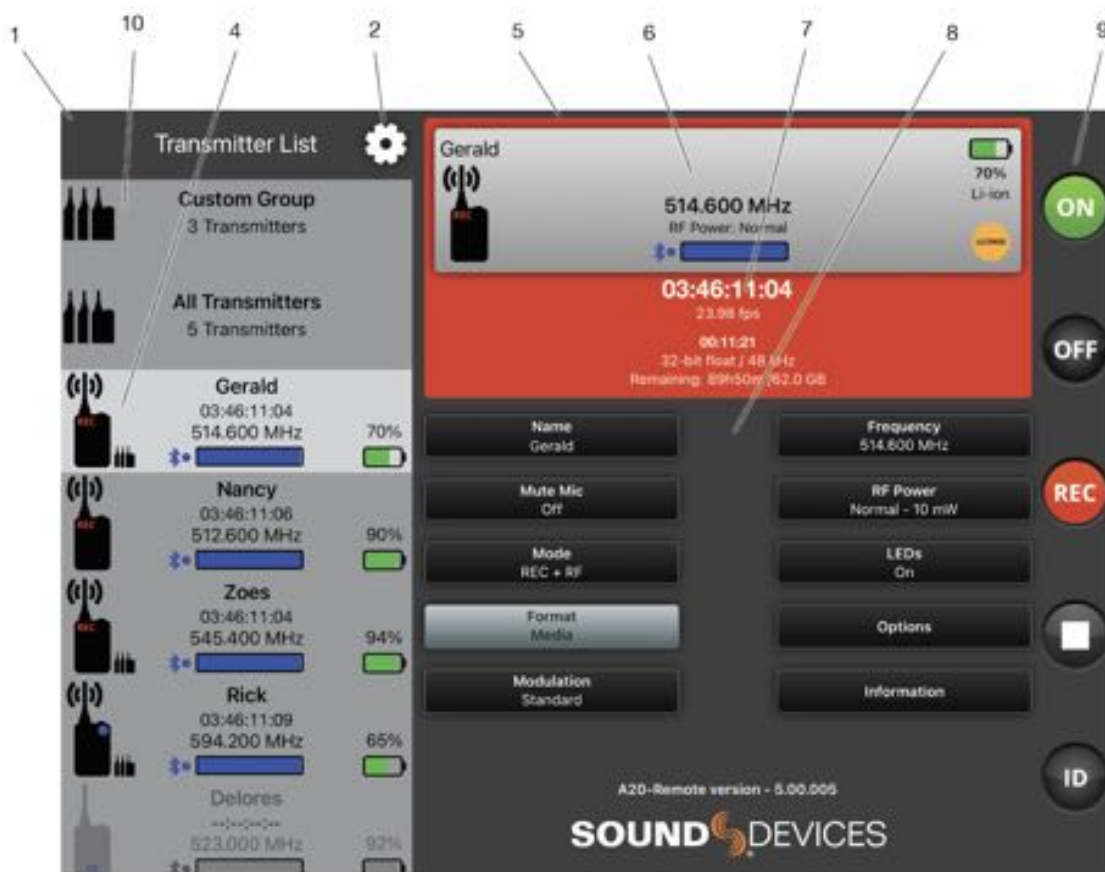 1
10
4
2
5
6
7
8
9
Transmitter List
Custom Group
3 Transmitters
All Transmitters
5 Transmitters
REC
Gerald
03:46:11:04
514.600 MHz
70%
REC
Nancy
03:46:11:06
512.600 MHz
90%
REC
Zoes
03:46:11:04
545.400 MHz
94%
Rick
03:46:11:09
594.200 MHz
65%
Delores
--:--:--:--
523.000 MHz
92%
Gerald
REC
514.600 MHz
RF Power: Normal
70%
Li-ion
03:46:11:04
23.98 fps
00:11:21
32-bit float / 48 kHz
Remaining: 89h50m /62.0 GB
Name
Gerald
Frequency
514.600 MHz
Mute Mic
Off
RF Power
Normal - 10 mW
Mode
REC + RF
LEDs
On
Format
Media
Options
Modulation
Standard
Information
A20-Remote version - 5.00.005
SOUND DEVICES
ON
OFF
REC
ID